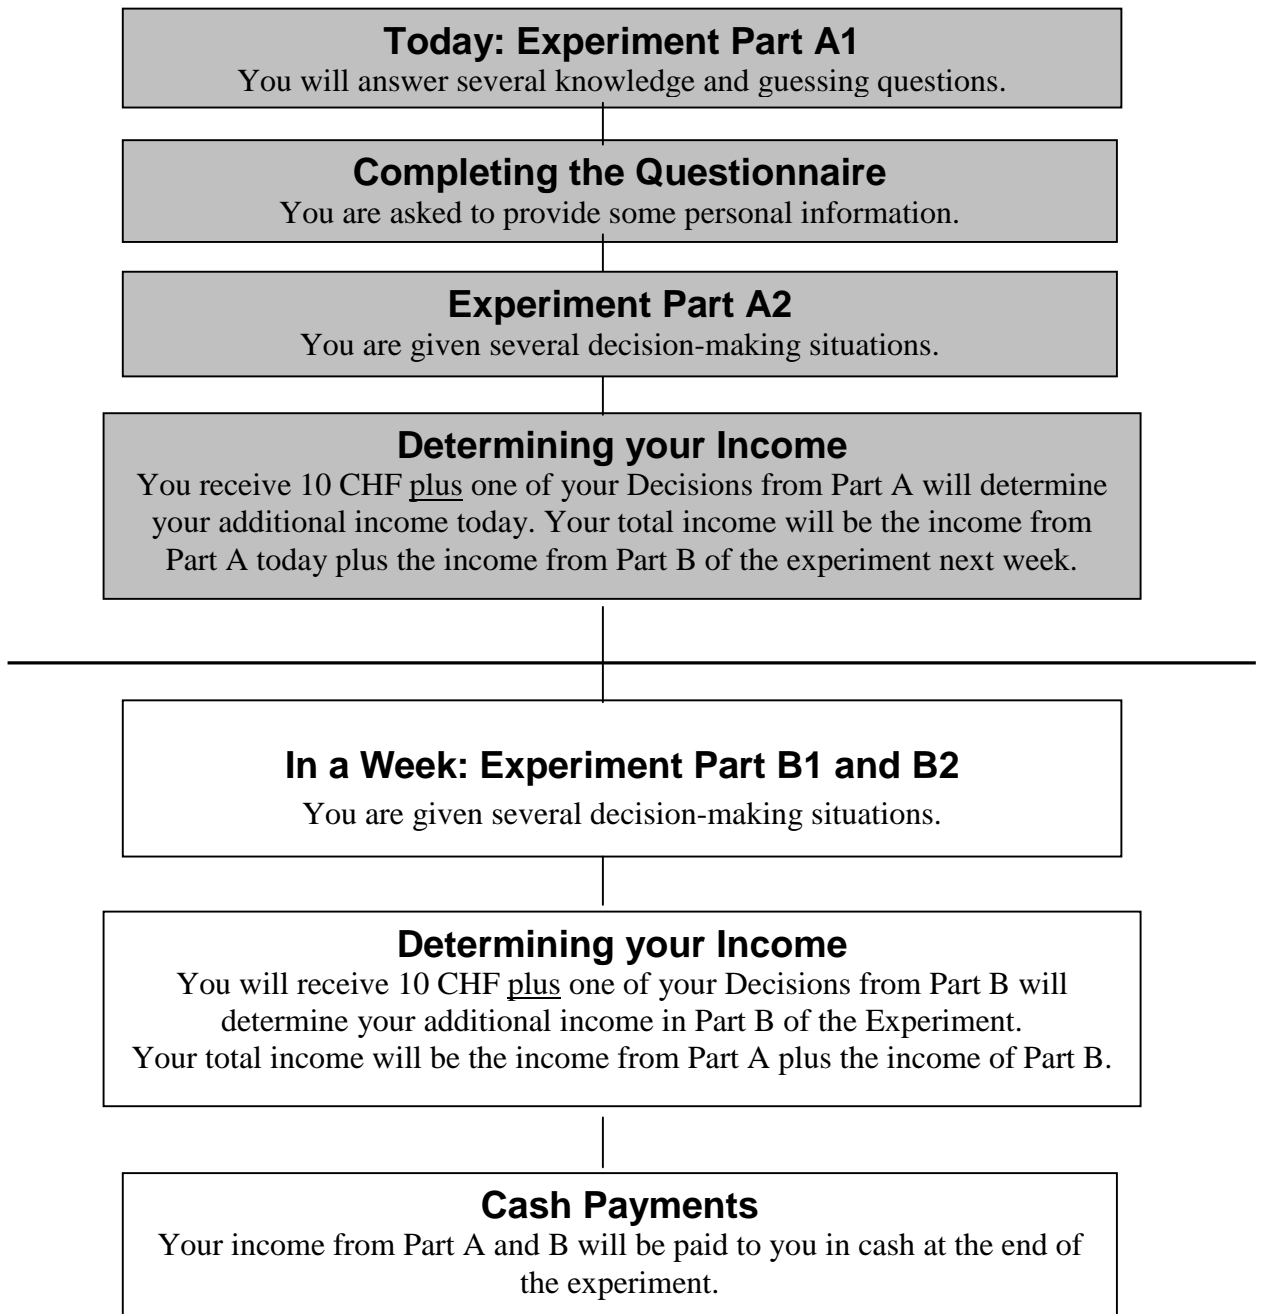 Today: Experiment Part A1
You will answer several knowledge and guessing questions.
Completing the Questionnaire
You are asked to provide some personal information.
Experiment Part A2
You are given several decision-making situations.
Determining your Income
You receive 10 CHF plus one of your Decisions from Part A will determine
your additional income today. Your total income will be the income from
Part A today plus the income from Part B of the experiment next week.
In a Week: Experiment Part B1 and B2
You are given several decision-making situations.
Determining your Income
You will receive 10 CHF plus one of your Decisions from Part B will
determine your additional income in Part B of the Experiment.
Your total income will be the income from Part A plus the income of Part B.
Cash Payments
Your income from Part A and B will be paid to you in cash at the end of
the experiment.